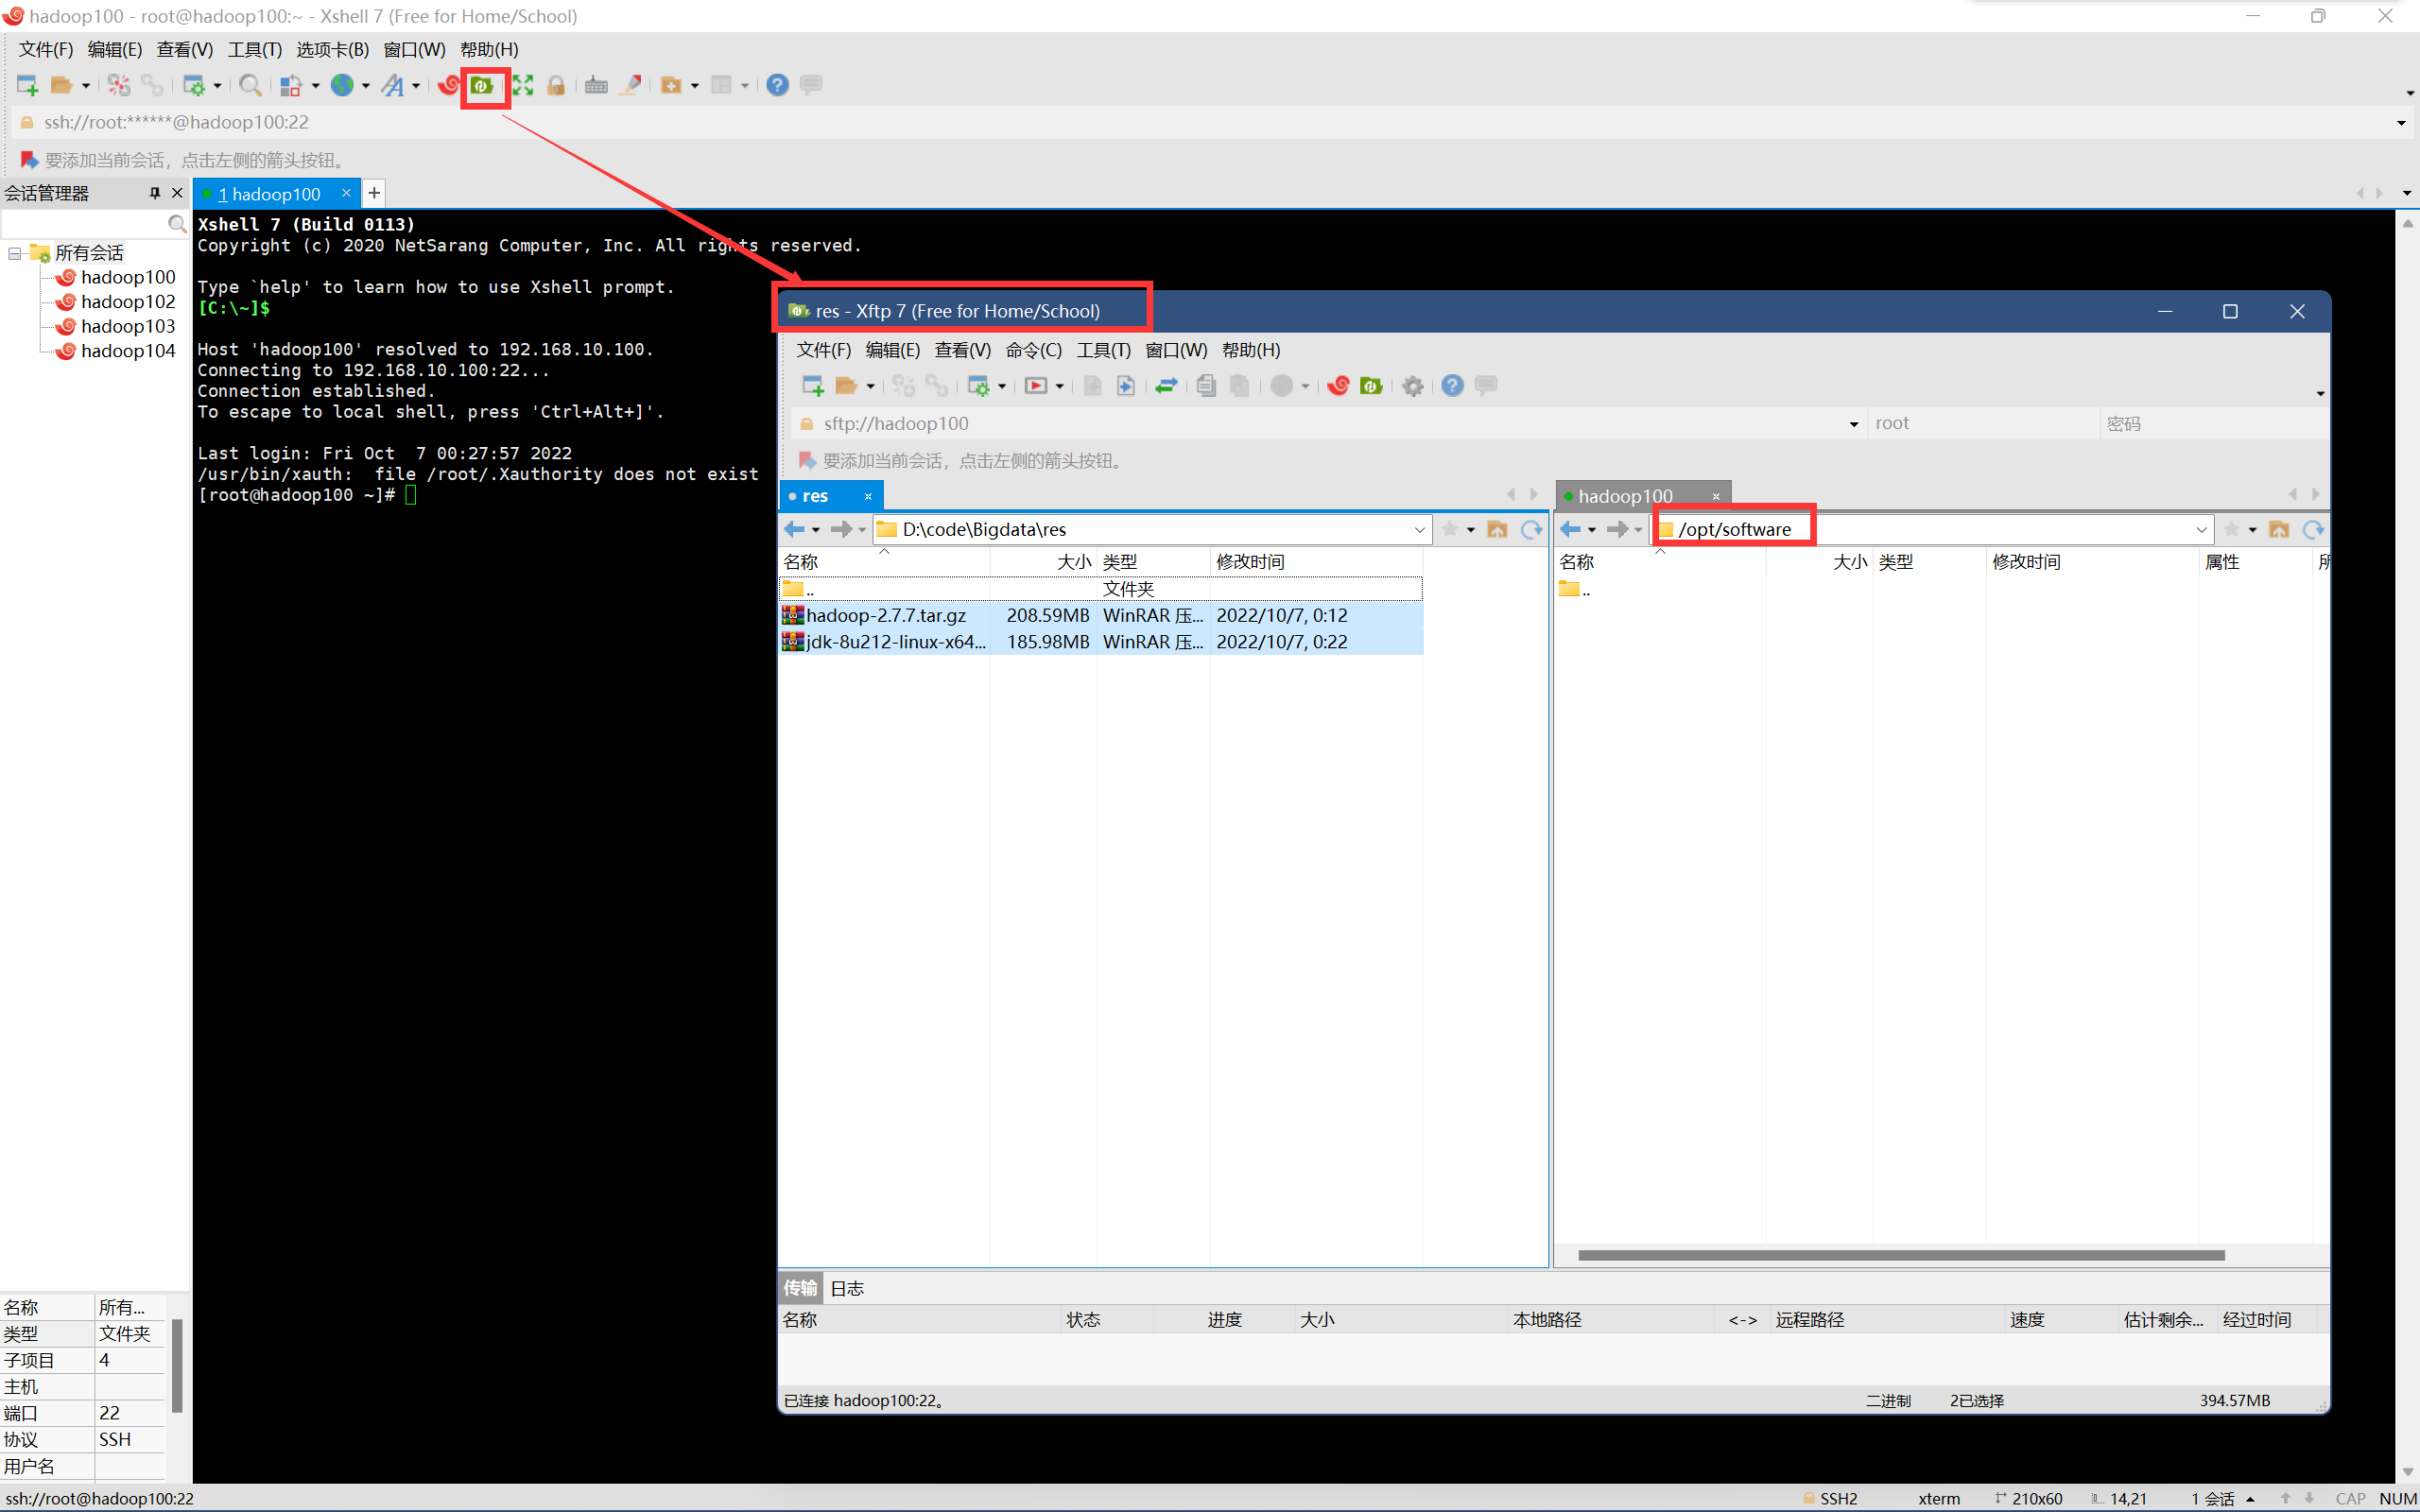 hadoop100 - root@hadoop100:~ - Xshell 7 (Free for Home/School)
文件(F) 编辑(E) 查看(V) 工具(T) 选项卡(B) 窗口(W) 帮助(H)
ssh://root:******@hadoop100:22
要添加当前会话，点击左侧的箭头按钮。
会话管理器
1 hadoop100
所有会话
hadoop100
hadoop102
hadoop103
hadoop104
Xshell 7 (Build 0113)
Copyright (c) 2020 NetSarang Computer, Inc. All rights reserved.
Type `help' to learn how to use Xshell prompt.
[C:\~]$
Host 'hadoop100' resolved to 192.168.10.100.
Connecting to 192.168.10.100:22...
Connection established.
To escape to local shell, press 'Ctrl+Alt+]'.
Last login: Fri Oct  7 00:27:57 2022
/usr/bin/xauth:  file /root/.Xauthority does not exist
[root@hadoop100 ~]#
res - Xftp 7 (Free for Home/School)
文件(F) 编辑(E) 查看(V) 命令(C) 工具(T) 窗口(W) 帮助(H)
sftp://hadoop100 root 密码
要添加当前会话，点击左侧的箭头按钮。
res
D:\code\Bigdata\res
名称 大小 类型 修改时间
.. 文件夹
hadoop-2.7.7.tar.gz 208.59MB WinRAR 压... 2022/10/7, 0:12
jdk-8u212-linux-x64... 185.98MB WinRAR 压... 2022/10/7, 0:22
hadoop100
/opt/software
名称 大小 类型 修改时间 属性 所
..
传输 日志
名称 状态 进度 大小 本地路径 <-> 远程路径 速度 估计剩余... 经过时间
已连接 hadoop100:22。 二进制 2已选择 394.57MB
名称 所有...
类型 文件夹
子项目 4
主机
端口 22
协议 SSH
用户名
ssh://root@hadoop100:22 SSH2 xterm 210x60 14,21 1 会话 CAP NUM